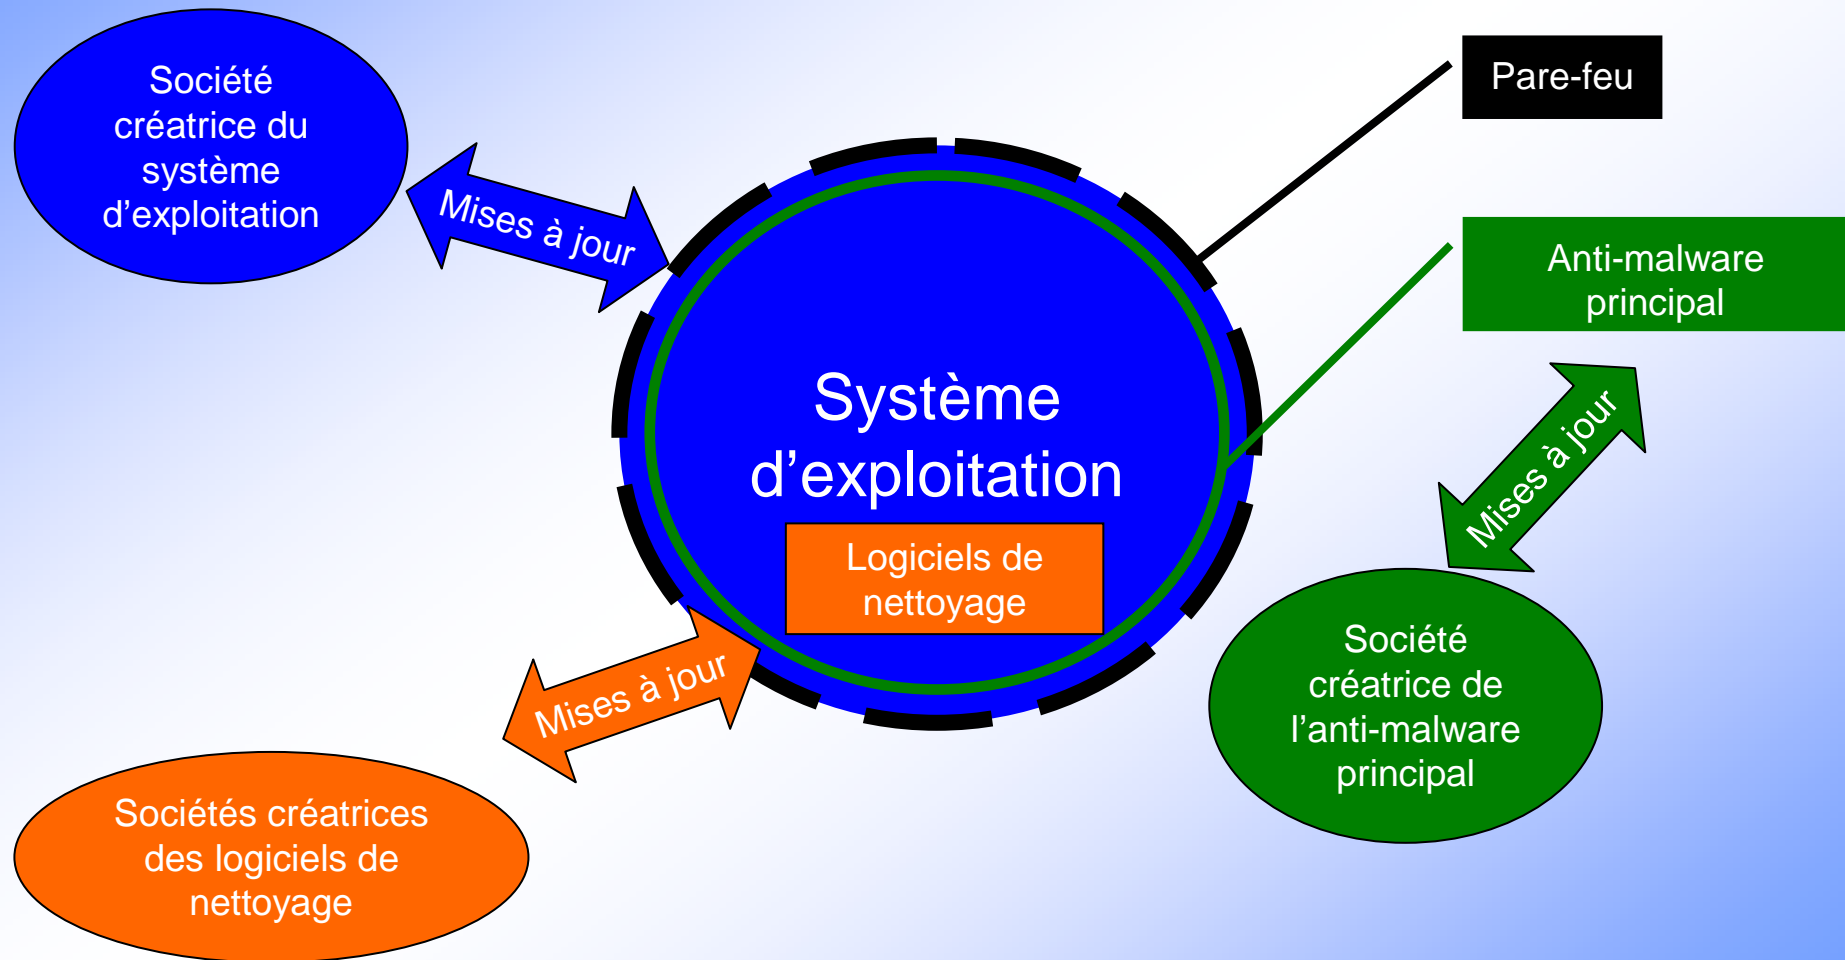 Société
créatrice du
système
d’exploitation
Mises à jour
Pare-feu
Anti-malware
principal
Système
d’exploitation
Logiciels de
nettoyage
Mises à jour
Mises à jour
Société
créatrice de
l’anti-malware
principal
Sociétés créatrices
des logiciels de
nettoyage